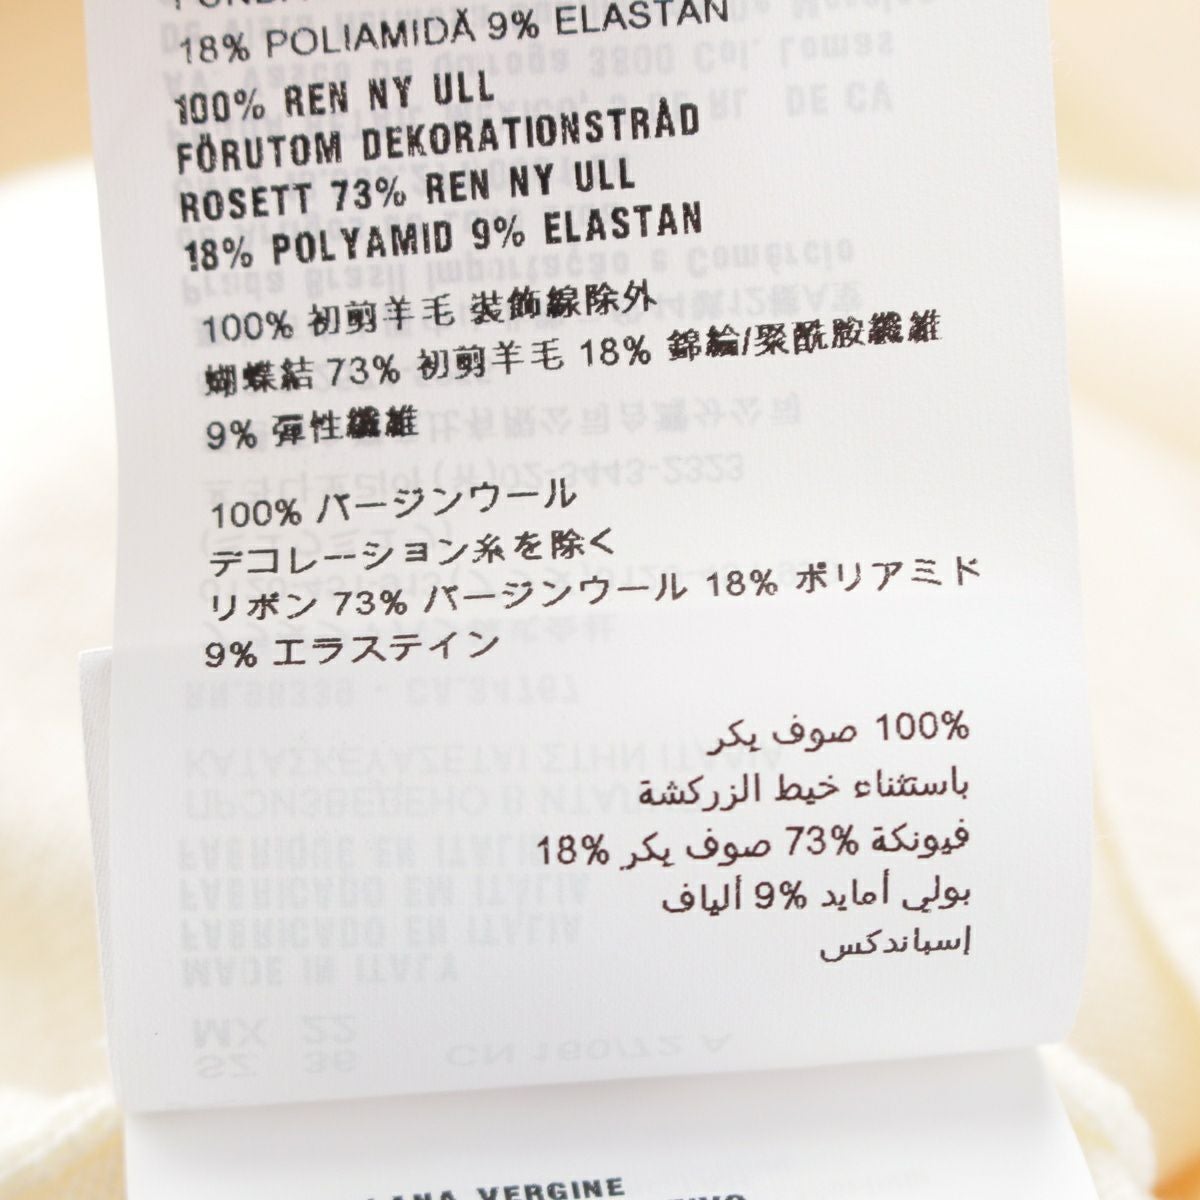 18% POLIAMIDĂ 9% ELASTAN
100% REN NY ULL
FÖRUTOM DEKORATIONSTRÅD
ROSETT 73% REN NY ULL
18% POLYAMID 9% ELASTAN
100% 初剪羊毛 裝飾線除外
蝴蝶結 73% 初剪羊毛 18% 錦綸/聚酰胺纖維
9% 彈性纖維
100% バージンウール
デコレーション糸を除く
リボン 73% バージンウール 18% ポリアミド
9% エラステイン
100% صوف بكر
باستثناء خيط الزركشة
فيونكة 73% صوف بكر 18%
بولي أمايد 9% ألياف
إسباندكس
LANA VERGINE